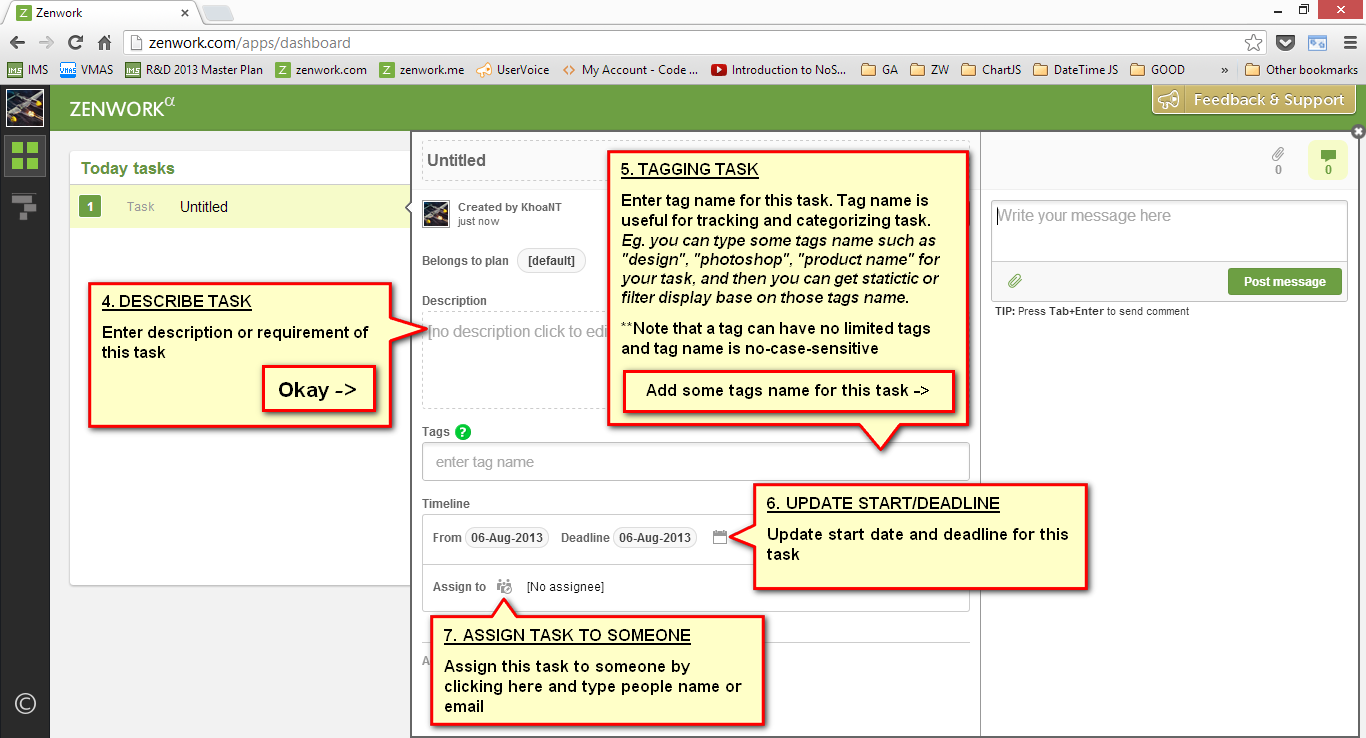 Zenwork
zenwork.com/apps/dashboard
IMS
VMAS
R&D 2013 Master Plan
zenwork.com
zenwork.me
UserVoice
My Account - Code ...
Introduction to NoS...
GA
ZW
ChartJS
DateTime JS
GOOD
»
Other bookmarks
ZENWORKα
Feedback & Support
Today tasks
1 Task Untitled
4. DESCRIBE TASK
Enter description or requirement of
this task
Okay ->
Untitled
Created by KhoaNT
just now
Belongs to plan [default]
Description
[no description click to edi
5. TAGGING TASK
Enter tag name for this task. Tag name is
useful for tracking and categorizing task.
Eg. you can type some tags name such as
"design", "photoshop", "product name" for
your task, and then you can get statictic or
filter display base on those tags name.
**Note that a tag can have no limited tags
and tag name is no-case-sensitive
Add some tags name for this task ->
Tags ?
enter tag name
Timeline
From 06-Aug-2013 Deadline 06-Aug-2013
6. UPDATE START/DEADLINE
Update start date and deadline for this
task
Assign to [No assignee]
7. ASSIGN TASK TO SOMEONE
Assign this task to someone by
clicking here and type people name or
email
A
0
0
Write your message here
Post message
TIP: Press Tab+Enter to send comment
©